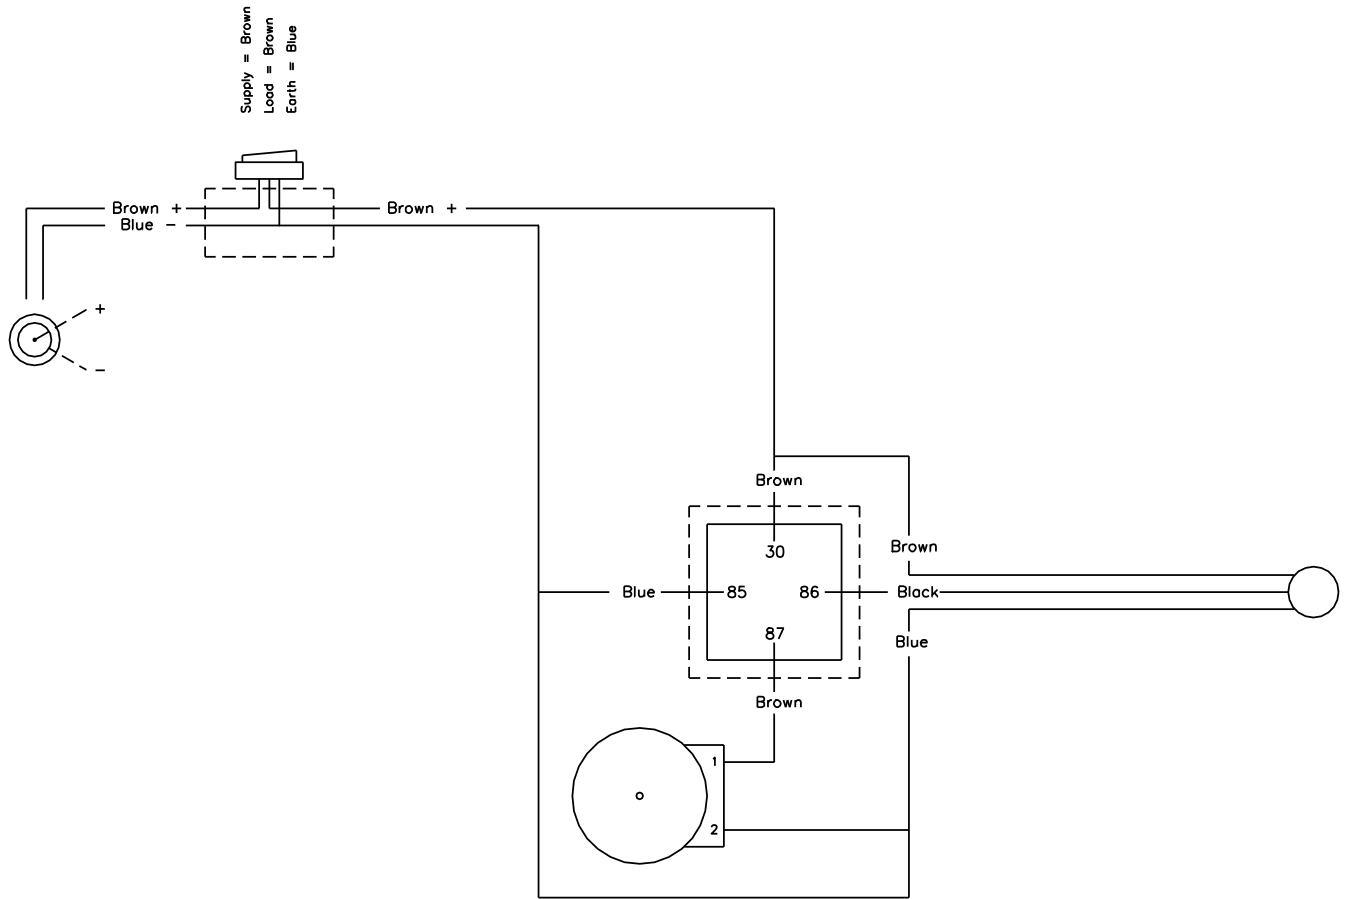 Supply = Brown
Load = Brown
Earth = Blue
Brown +
Blue -
Brown +
+
-
Brown
30
Brown
Blue
85
86
Black
87
Blue
Brown
1
2